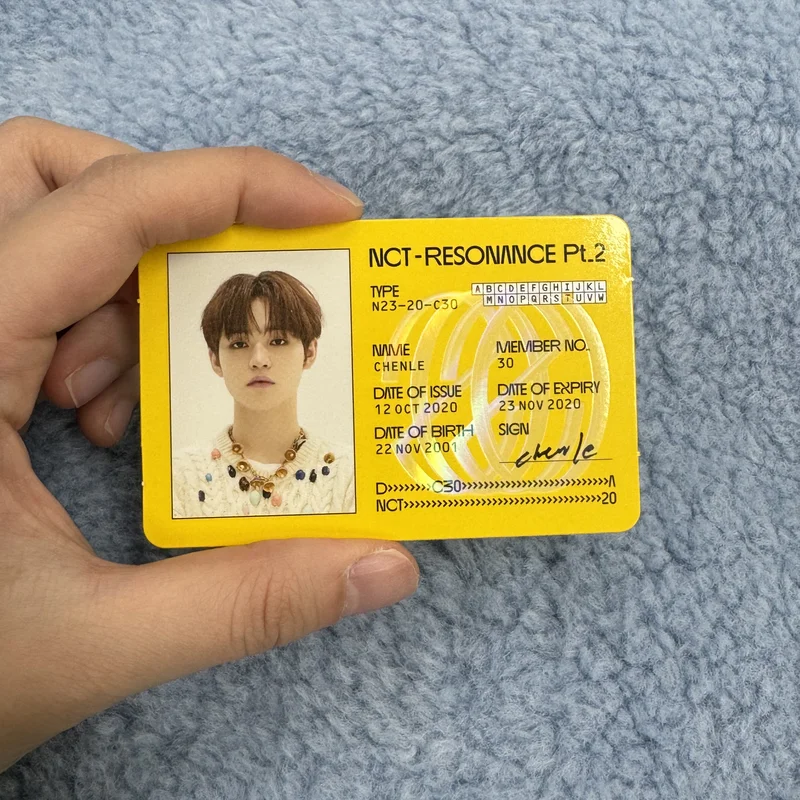 NCT-RESONANCE Pt.2
TYPE
N23-20-C30
ABCDEFGHIJKL
MNOPQRSTUVW
NAME
CHENLE
MEMBER NO.
30
DATE OF ISSUE
12 OCT 2020
DATE OF EXPIRY
23 NOV 2020
DATE OF BIRTH
22 NOV 2001
SIGN
chenle
D>>>>>>>>C30>>>>>>>>>>>>>>>>>>>>>>>>>>A
NCT>>>>>>>>>>>>>>>>>>>>>>>>>>>>>>>>>>20